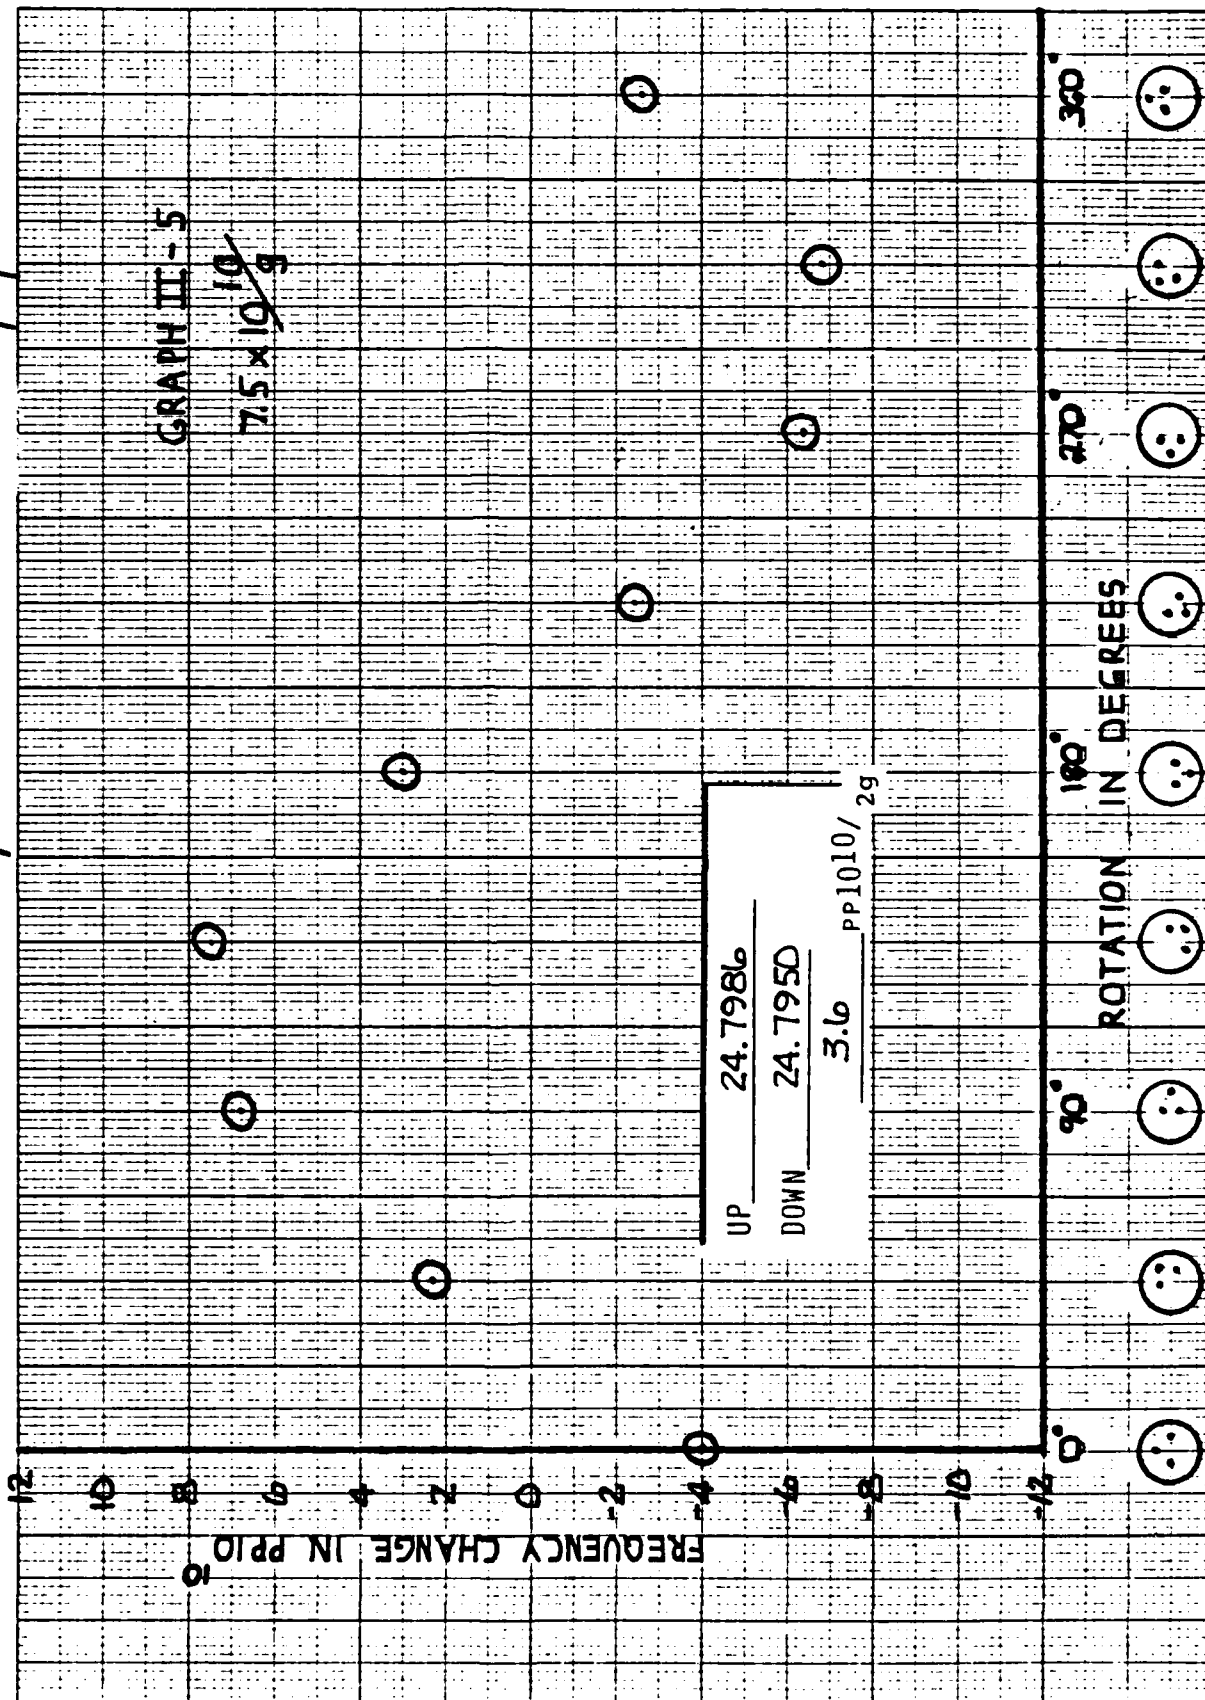 GRAPH III-5
7.5 x 10 10/g
12
10
8
6
4
2
0
-2
-4
-6
-8
-10
-12
FREQUENCY CHANGE IN PP10 10
UP 24.7986
DOWN 24.7950
3.6 PP1010/2g
0° 90° 180° 270° 360°
ROTATION IN DEGREES